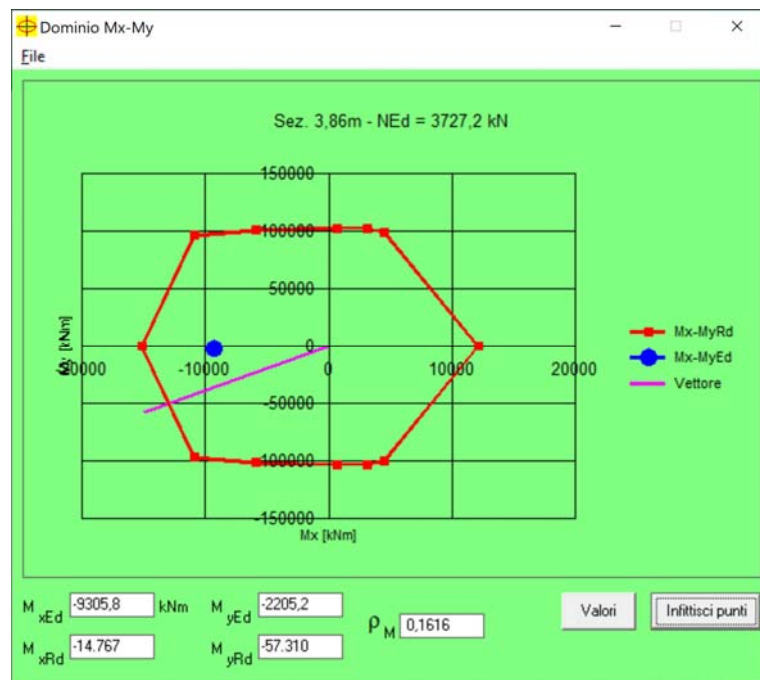 Dominio Mx-My
File
Sez. 3,86m - NEd = 3727,2 kN
150000
100000
50000
0
-50000
-100000
-150000
-20000 -10000 0 10000 20000
My [kNm]
Mx [kNm]
Mx-MyRd
Mx-MyEd
Vettore
M xEd -9305,8 kNm M yEd -2205,2
ρ M 0,1616
Valori Infittisci punti
M xRd -14.767 M yRd -57.310